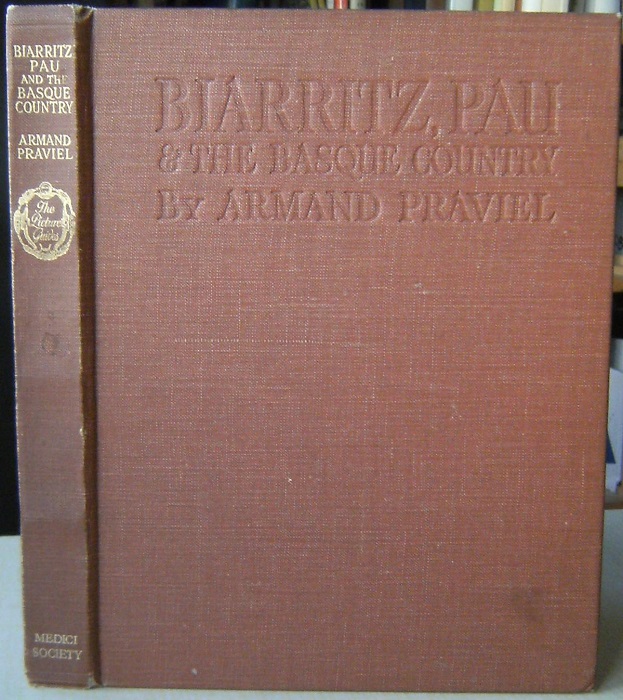 BIARRITZ
PAU
AND THE
BASQUE
COUNTRY
ARMAND
PRAVIEL
The
Picture
Guides
MEDICI
SOCIETY
BIARRITZ, PAU
& THE BASQUE COUNTRY
By ARMAND PRAVIEL